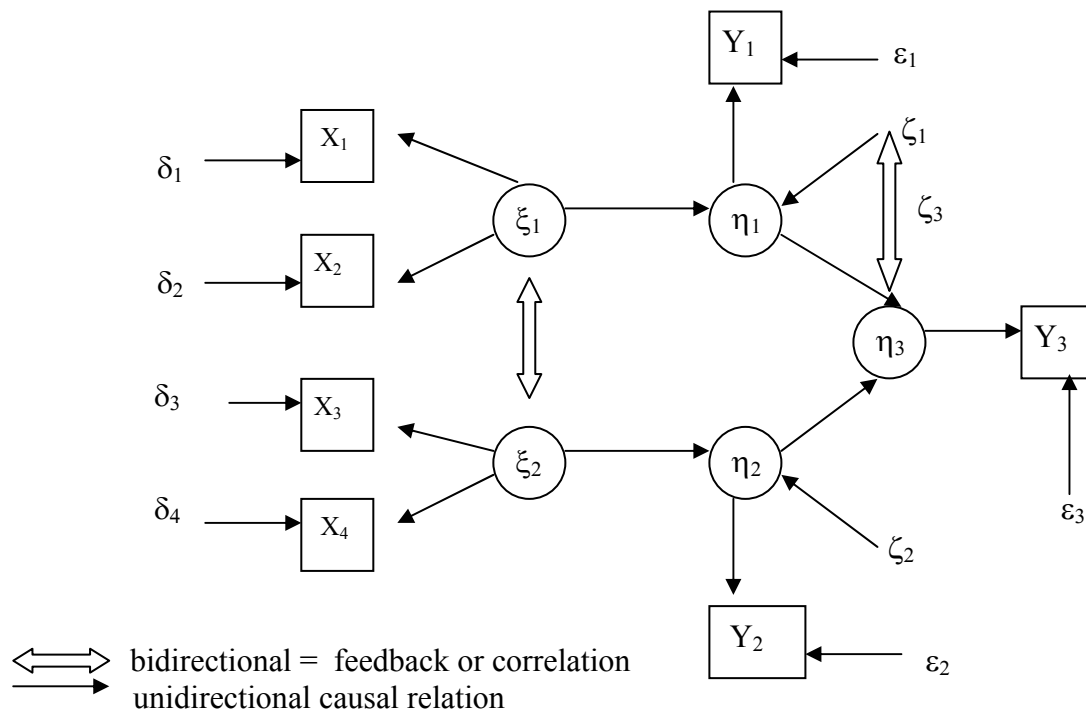 Y₁
ε₁
X₁
δ₁
ζ₁
ξ₁
η₁
ζ₃
X₂
δ₂
η₃
Y₃
δ₃
X₃
ξ₂
η₂
δ₄
X₄
ε₃
ζ₂
Y₂
ε₂
bidirectional = feedback or correlation
unidirectional causal relation